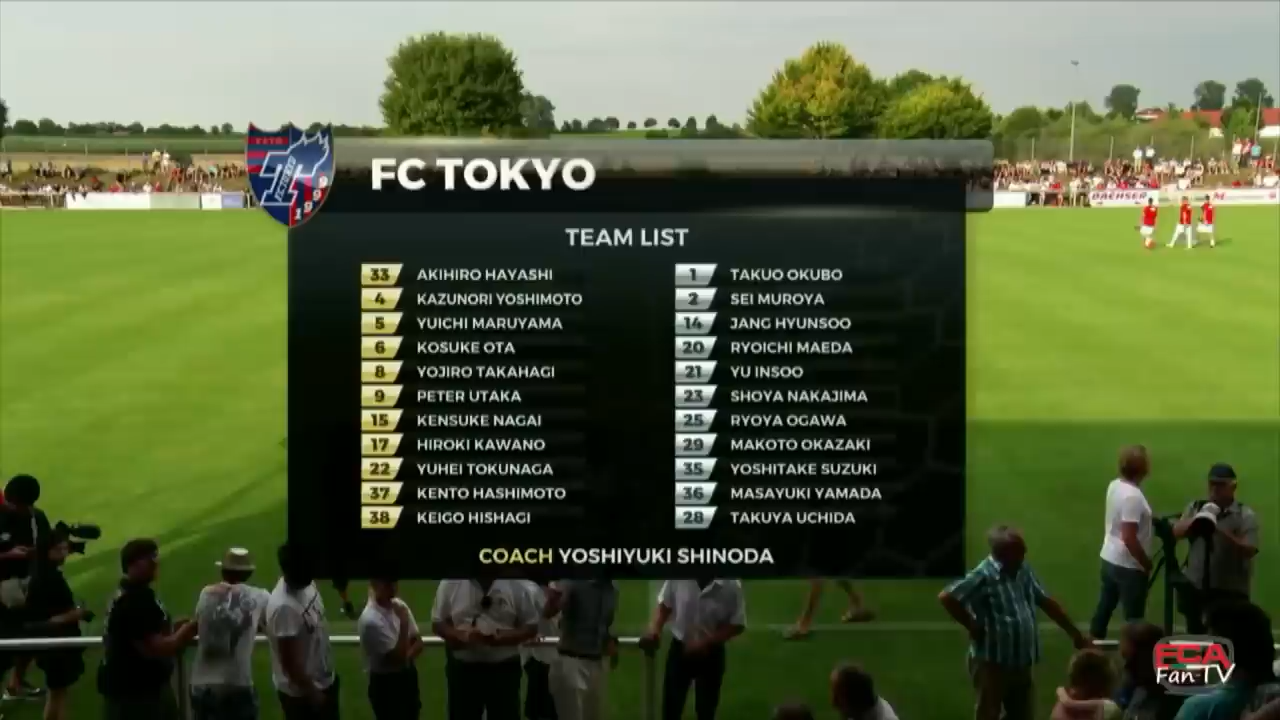 FC TOKYO
TEAM LIST
33 AKIHIRO HAYASHI
4 KAZUNORI YOSHIMOTO
5 YUICHI MARUYAMA
6 KOSUKE OTA
8 YOJIRO TAKAHAGI
9 PETER UTAKA
15 KENSUKE NAGAI
17 HIROKI KAWANO
22 YUHEI TOKUNAGA
37 KENTO HASHIMOTO
38 KEIGO HISHAGI
1 TAKUO OKUBO
2 SEI MUROYA
14 JANG HYUNSOO
20 RYOICHI MAEDA
21 YU INSOO
23 SHOYA NAKAJIMA
25 RYOYA OGAWA
29 MAKOTO OKAZAKI
35 YOSHITAKE SUZUKI
36 MASAYUKI YAMADA
28 TAKUYA UCHIDA
COACH YOSHIYUKI SHINODA
DACHSER
FCA
Fan-TV
1999